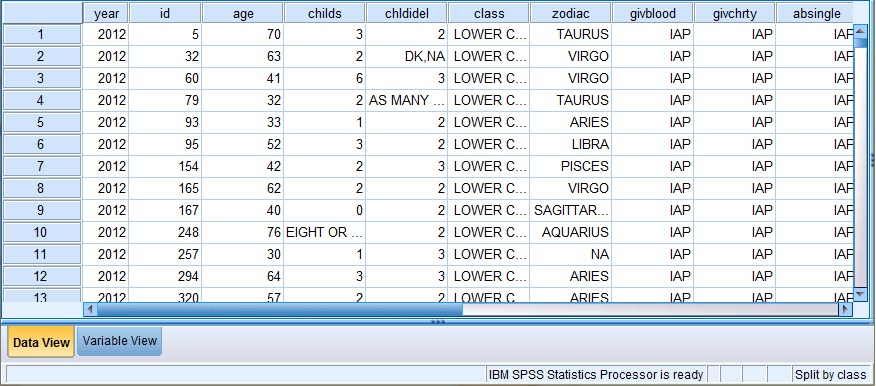 year id age childs chldidel class zodiac givblood givchrty absingle
1 2012 5 70 3 2 LOWER C... TAURUS IAP IAP IAP
2 2012 32 63 2 DK,NA LOWER C... VIRGO IAP IAP IAP
3 2012 60 41 6 3 LOWER C... VIRGO IAP IAP IAP
4 2012 79 32 2 AS MANY ... LOWER C... TAURUS IAP IAP IAP
5 2012 93 33 1 2 LOWER C... ARIES IAP IAP IAP
6 2012 95 52 3 2 LOWER C... LIBRA IAP IAP IAP
7 2012 154 42 2 3 LOWER C... PISCES IAP IAP IAP
8 2012 165 62 2 2 LOWER C... VIRGO IAP IAP IAP
9 2012 167 40 0 2 LOWER C... SAGITTAR... IAP IAP IAP
10 2012 248 76 EIGHT OR ... 2 LOWER C... AQUARIUS IAP IAP IAP
11 2012 257 30 1 3 LOWER C... NA IAP IAP IAP
12 2012 294 64 3 3 LOWER C... ARIES IAP IAP IAP
13 2012 320 57 2 2 LOWER C... ARIES IAP IAP IAP
Data View Variable View
IBM SPSS Statistics Processor is ready Split by class